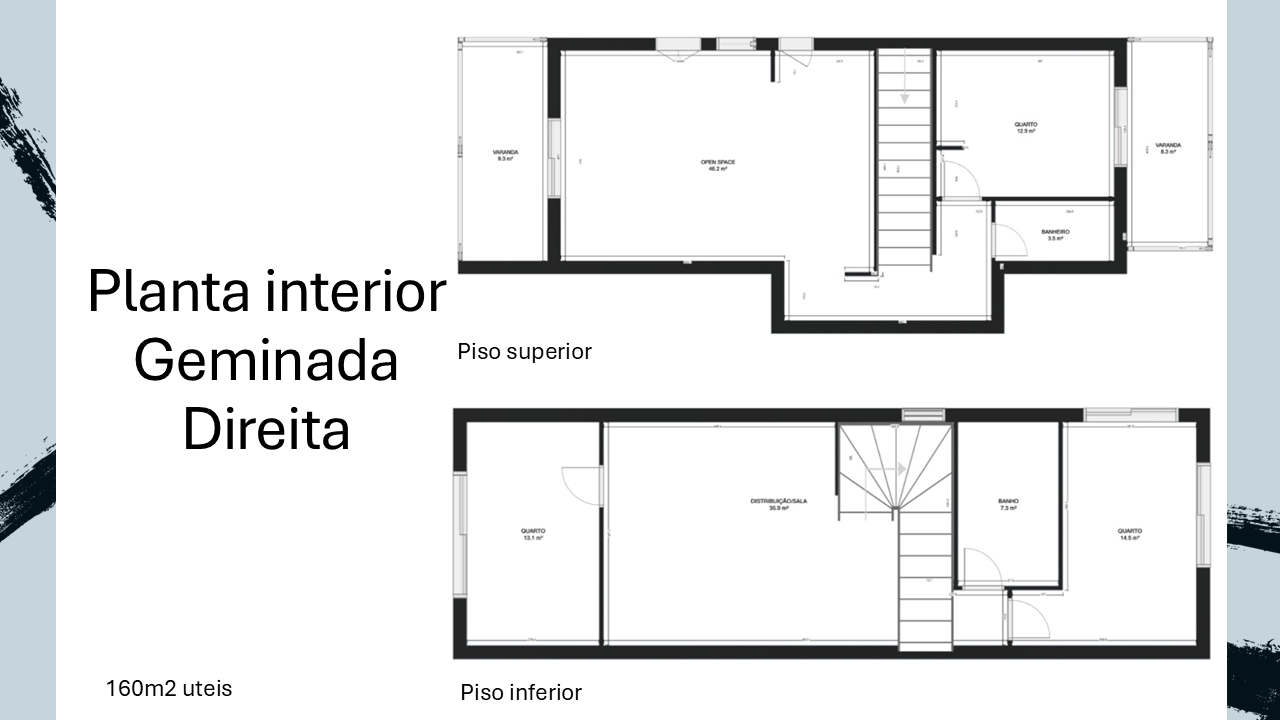 Planta interior
Geminada
Direita
160m2 uteis
VARANDA
9.3 m²
OPEN SPACE
46.2 m²
QUARTO
12.9 m²
BANHEIRO
3.5 m²
VARANDA
8.3 m²
Piso superior
QUARTO
13.1 m²
DISTRIBUIÇÃO/SALA
35.9 m²
BANHO
7.3 m²
QUARTO
14.5 m²
Piso inferior